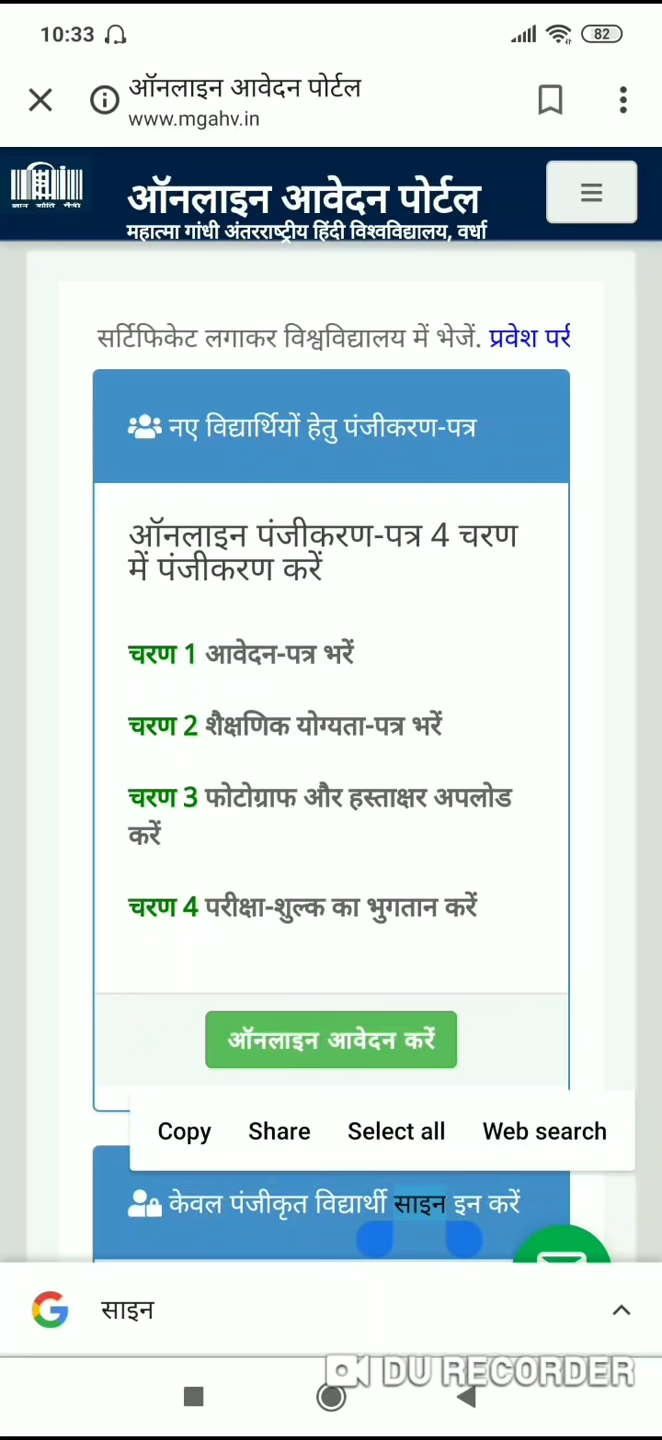 10:33
82
ऑनलाइन आवेदन पोर्टल
www.mgahv.in
ज्ञान शांति मैत्री
ऑनलाइन आवेदन पोर्टल
महात्मा गांधी अंतरराष्ट्रीय हिंदी विश्वविद्यालय, वर्धा
सर्टिफिकेट लगाकर विश्वविद्यालय में भेजें. प्रवेश
नए विद्यार्थियों हेतु पंजीकरण-पत्र
ऑनलाइन पंजीकरण-पत्र 4 चरण
में पंजीकरण करें
चरण 1 आवेदन-पत्र भरें
चरण 2 शैक्षणिक योग्यता-पत्र भरें
चरण 3 फोटोग्राफ और हस्ताक्षर अपलोड
करें
चरण 4 परीक्षा-शुल्क का भुगतान करें
ऑनलाइन आवेदन करें
Copy Share Select all Web search
केवल पंजीकृत विद्यार्थी साइन इन करें
साइन
DU RECORDER